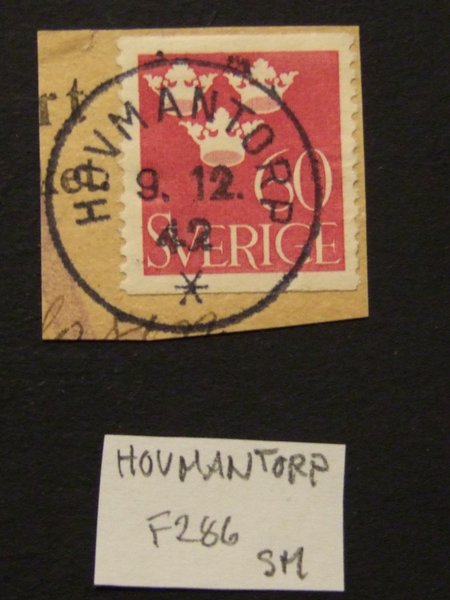 HOVMANTORP
9. 12.
42
*
60
SVERIGE
HOVMANTORP
F286
SM